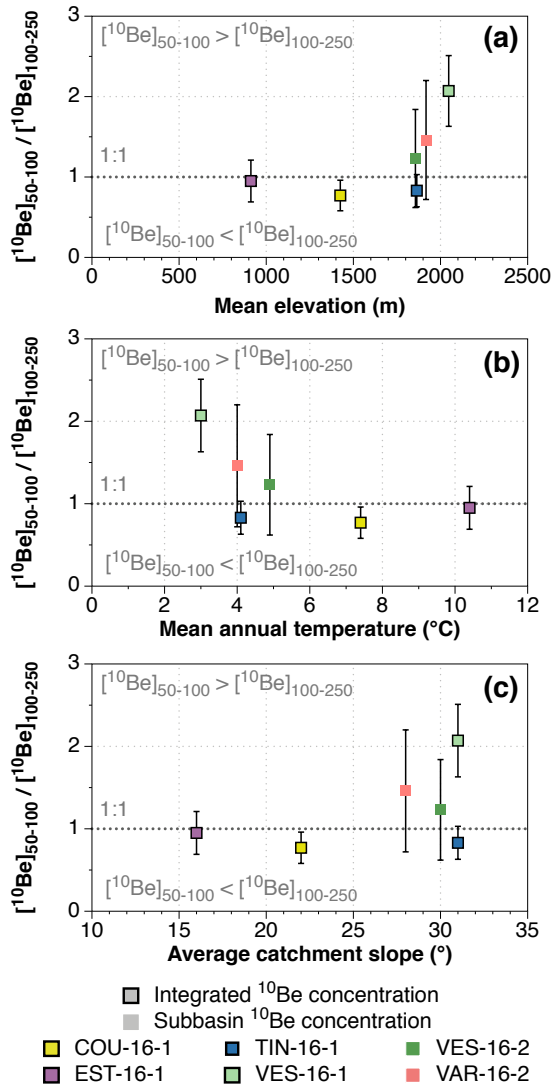 (a)
[¹⁰Be]₅₀₋₁₀₀ > [¹⁰Be]₁₀₀₋₂₅₀
3
2
1
0
1:1
[¹⁰Be]₅₀₋₁₀₀ < [¹⁰Be]₁₀₀₋₂₅₀
[¹⁰Be]₅₀₋₁₀₀ / [¹⁰Be]₁₀₀₋₂₅₀
0 500 1000 1500 2000 2500
Mean elevation (m)
(b)
[¹⁰Be]₅₀₋₁₀₀ > [¹⁰Be]₁₀₀₋₂₅₀
3
2
1
0
1:1
[¹⁰Be]₅₀₋₁₀₀ < [¹⁰Be]₁₀₀₋₂₅₀
[¹⁰Be]₅₀₋₁₀₀ / [¹⁰Be]₁₀₀₋₂₅₀
0 2 4 6 8 10 12
Mean annual temperature (°C)
(c)
[¹⁰Be]₅₀₋₁₀₀ > [¹⁰Be]₁₀₀₋₂₅₀
3
2
1
0
1:1
[¹⁰Be]₅₀₋₁₀₀ < [¹⁰Be]₁₀₀₋₂₅₀
[¹⁰Be]₅₀₋₁₀₀ / [¹⁰Be]₁₀₀₋₂₅₀
10 15 20 25 30 35
Average catchment slope (°)
Integrated ¹⁰Be concentration
Subbasin ¹⁰Be concentration
COU-16-1 TIN-16-1 VES-16-2
EST-16-1 VES-16-1 VAR-16-2